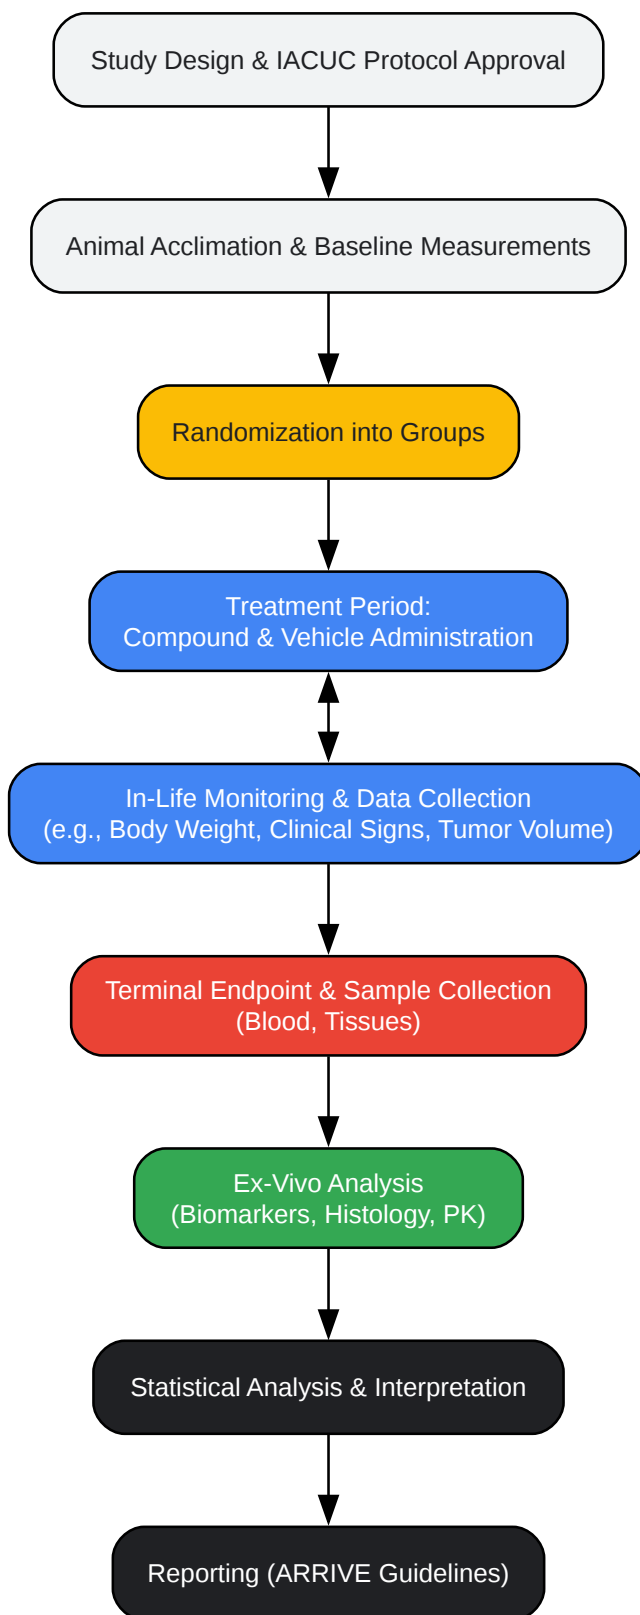 Study Design & IACUC Protocol Approval
Animal Acclimation & Baseline Measurements
Randomization into Groups
Treatment Period:
Compound & Vehicle Administration
In-Life Monitoring & Data Collection
(e.g., Body Weight, Clinical Signs, Tumor Volume)
Terminal Endpoint & Sample Collection
(Blood, Tissues)
Ex-Vivo Analysis
(Biomarkers, Histology, PK)
Statistical Analysis & Interpretation
Reporting (ARRIVE Guidelines)